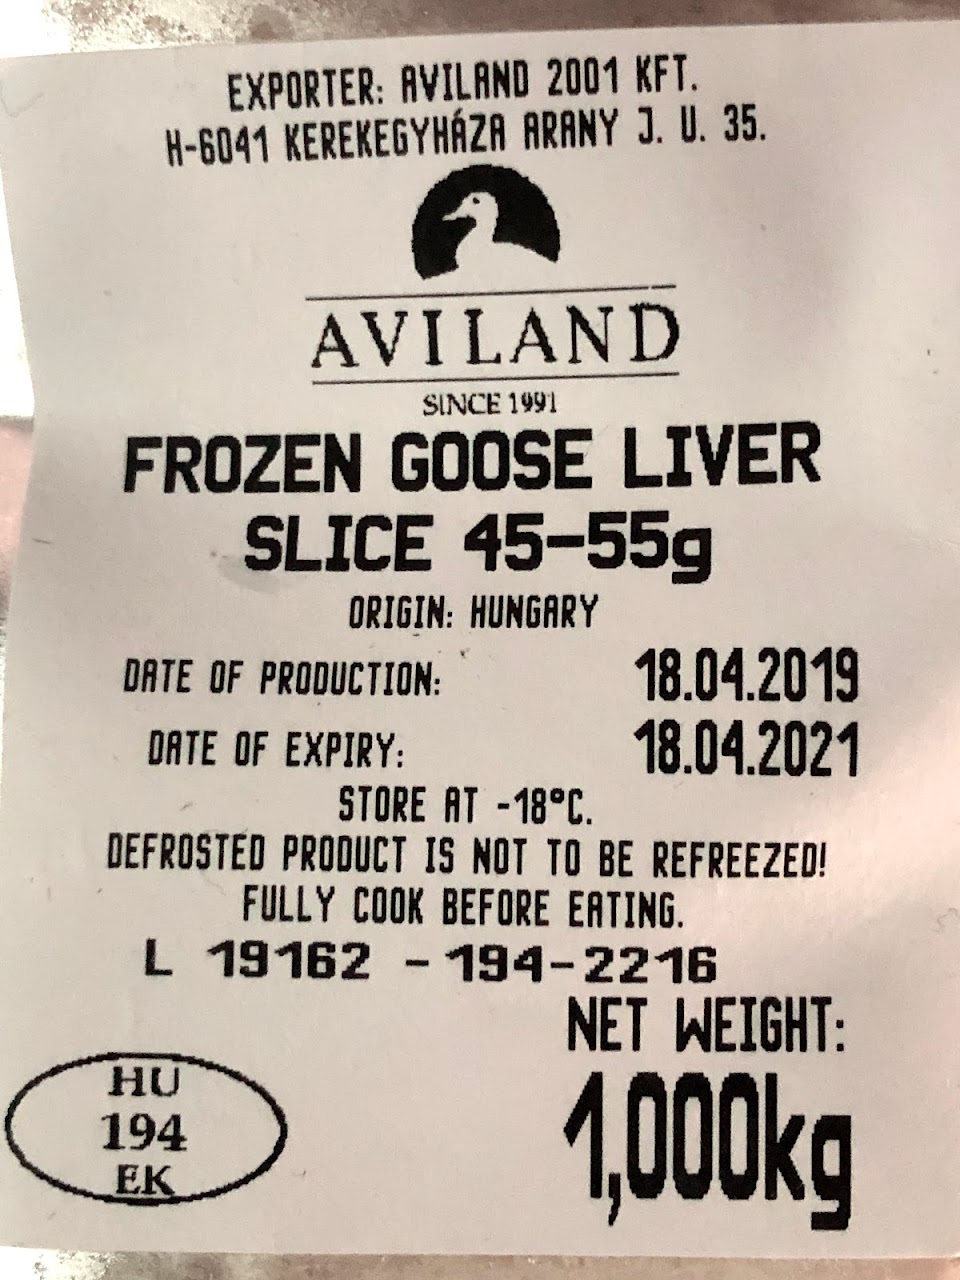 EXPORTER: AVILAND 2001 KFT.
H-6041 KEREKEGYHÁZA ARANY J. U. 35.
AVILAND
SINCE 1991
FROZEN GOOSE LIVER
SLICE 45-55g
ORIGIN: HUNGARY
DATE OF PRODUCTION: 18.04.2019
DATE OF EXPIRY: 18.04.2021
STORE AT -18°C.
DEFROSTED PRODUCT IS NOT TO BE REFREEZED!
FULLY COOK BEFORE EATING.
L 19162 -194-2216
NET WEIGHT:
1,000kg
HU
194
EK